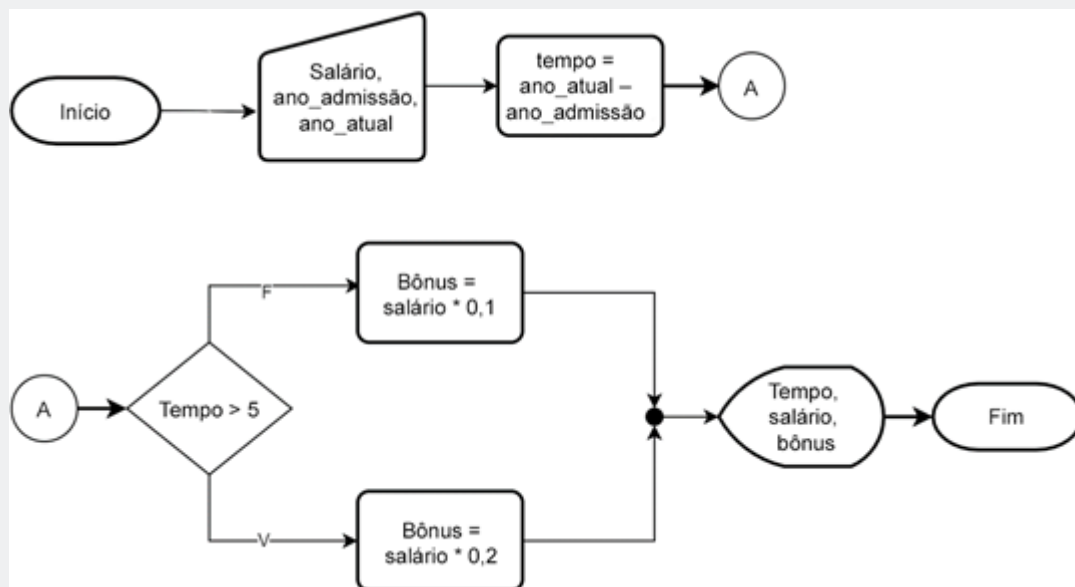 Início
Salário,
ano_admissão,
ano_atual
tempo =
ano_atual –
ano_admissão
A
A
Tempo > 5
F
Bônus =
salário * 0,1
V
Bônus =
salário * 0,2
Tempo,
salário,
bônus
Fim